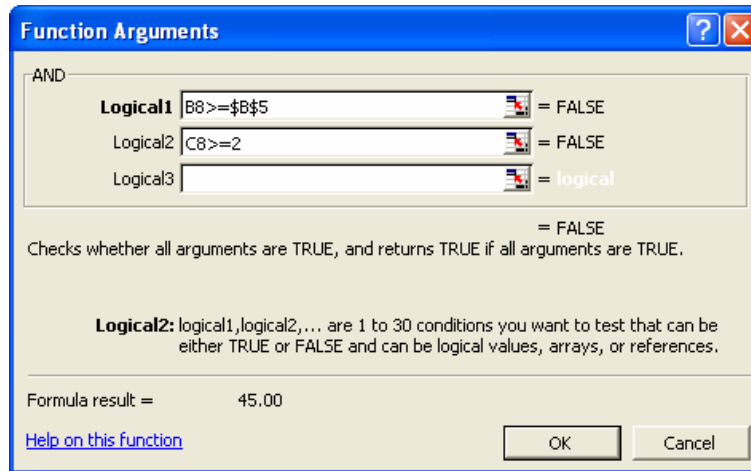 Function Arguments
AND
Logical1 B8>=$B$5 = FALSE
Logical2 C8>=2 = FALSE
Logical3 = logical
= FALSE
Checks whether all arguments are TRUE, and returns TRUE if all arguments are TRUE.
Logical2: logical1,logical2,... are 1 to 30 conditions you want to test that can be
either TRUE or FALSE and can be logical values, arrays, or references.
Formula result = 45.00
Help on this function
OK Cancel